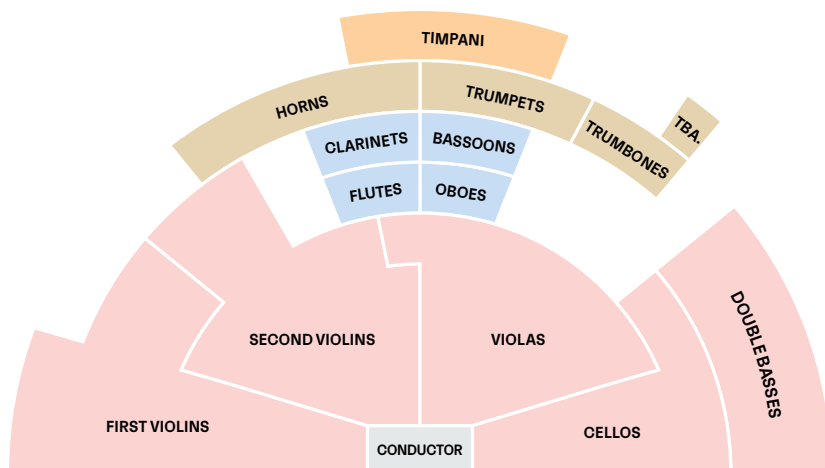 TIMPANI
HORNS
TRUMPETS
TBA.
CLARINETS
BASSOONS
TRUMBONES
FLUTES
OBOES
DOUBLE BASSES
SECOND VIOLINS
VIOLAS
FIRST VIOLINS
CELLOS
CONDUCTOR